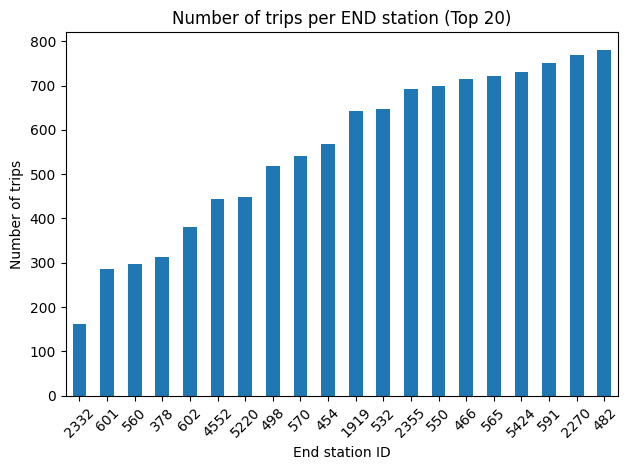 Number of trips per END station (Top 20)
800
700
600
500
400
300
200
100
0
Number of trips
2332 601 560 378 602 4552 5220 498 570 454 1919 532 2355 550 466 565 5424 591 2270 482
End station ID